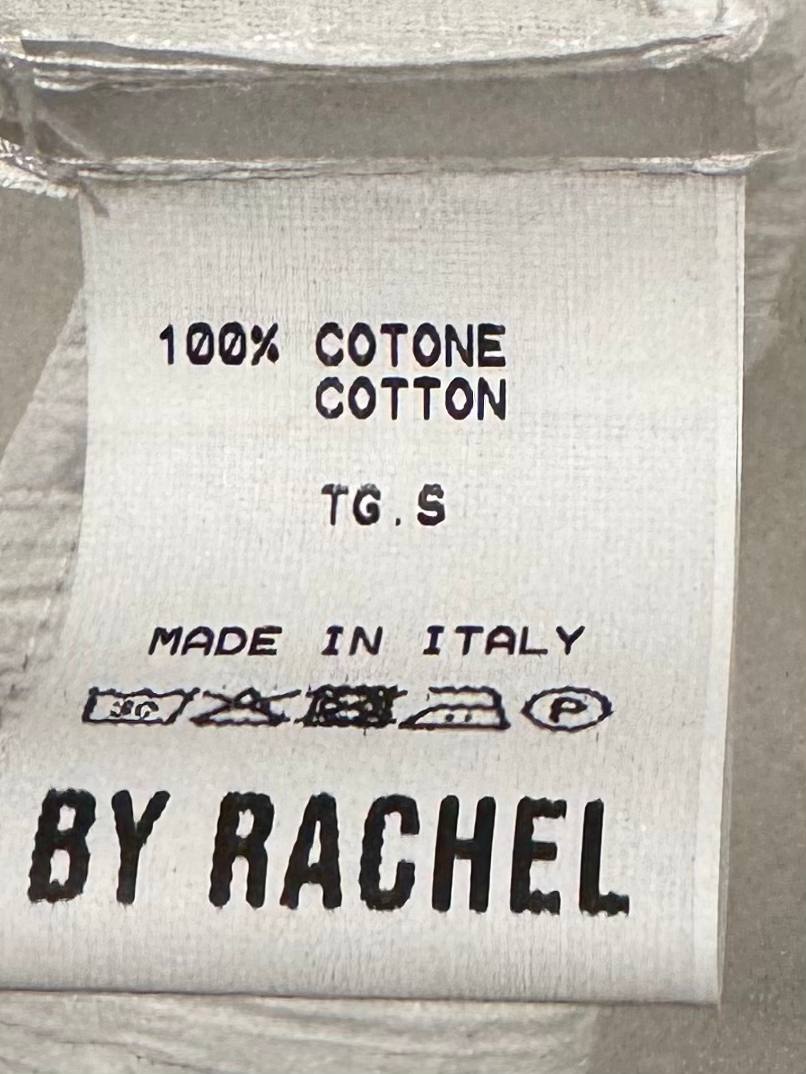 100% COTONE
COTTON
TG.S
MADE IN ITALY
P
BY RACHEL